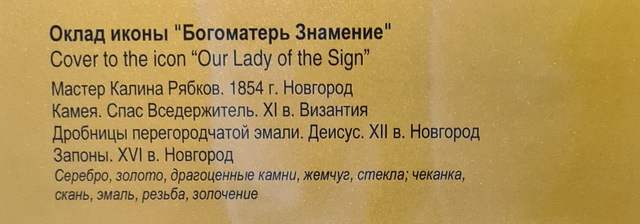 Оклад иконы "Богоматерь Знамение"
Cover to the icon “Our Lady of the Sign”
Мастер Калина Рябков. 1854 г. Новгород
Камея. Спас Вседержитель. XI в. Византия
Дробницы перегородчатой эмали. Деисус. XII в. Новгород
Запоны. XVI в. Новгород
Серебро, золото, драгоценные камни, жемчуг, стекла; чеканка,
скань, эмаль, резьба, золочение